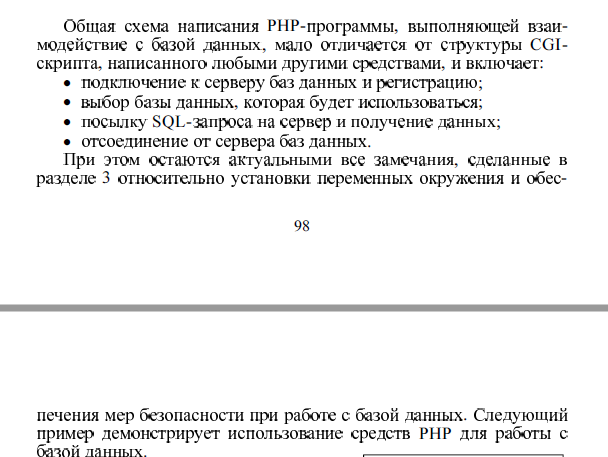 Общая схема написания PHP-программы, выполняющей взаи-
модействие с базой данных, мало отличается от структуры CGI-
скрипта, написанного любыми другими средствами, и включает:
• подключение к серверу баз данных и регистрацию;
• выбор базы данных, которая будет использоваться;
• посылку SQL-запроса на сервер и получение данных;
• отсоединение от сервера баз данных.
При этом остаются актуальными все замечания, сделанные в
разделе 3 относительно установки переменных окружения и обес-
98
печения мер безопасности при работе с базой данных. Следующий
пример демонстрирует использование средств PHP для работы с
базой данных.